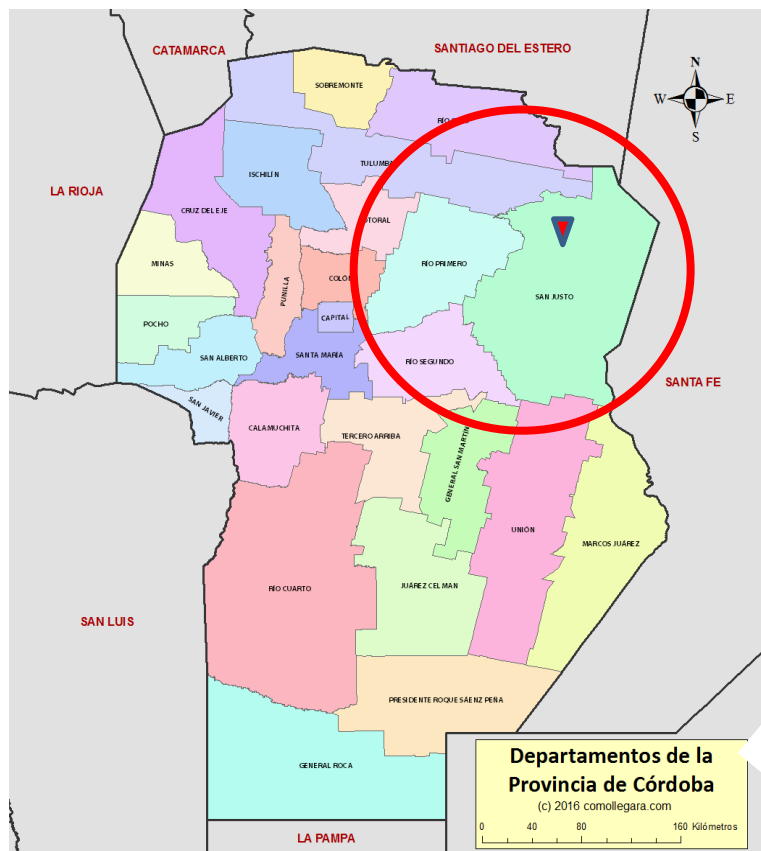 CATAMARCA
SANTIAGO DEL ESTERO
SOBREMONTE
N
W
E
S
RÍO
TULUMBA
ISCHILÍN
LA RIOJA
CRUZ DEL EJE
TORAL
MINAS
RÍO PRIMERO
COLÓN
PUNILLA
SAN JUSTO
POCHO
CAPITAL
SANTA MARÍA
SAN ALBERTO
RÍO SEGUNDO
SANTA FE
SAN JAVIER
CALAMUCHITA
TERCERO ARRIBA
GENERAL SAN MARTÍN
UNIÓN
MARCOS JUÁREZ
RÍO CUARTO
JUÁREZ CELMAN
SAN LUIS
PRESIDENTE ROQUE SÁENZ PEÑA
GENERAL ROCA
LA PAMPA
Departamentos de la
Provincia de Córdoba
(c) 2016 comollegara.com
0 40 80 160 Kilómetros